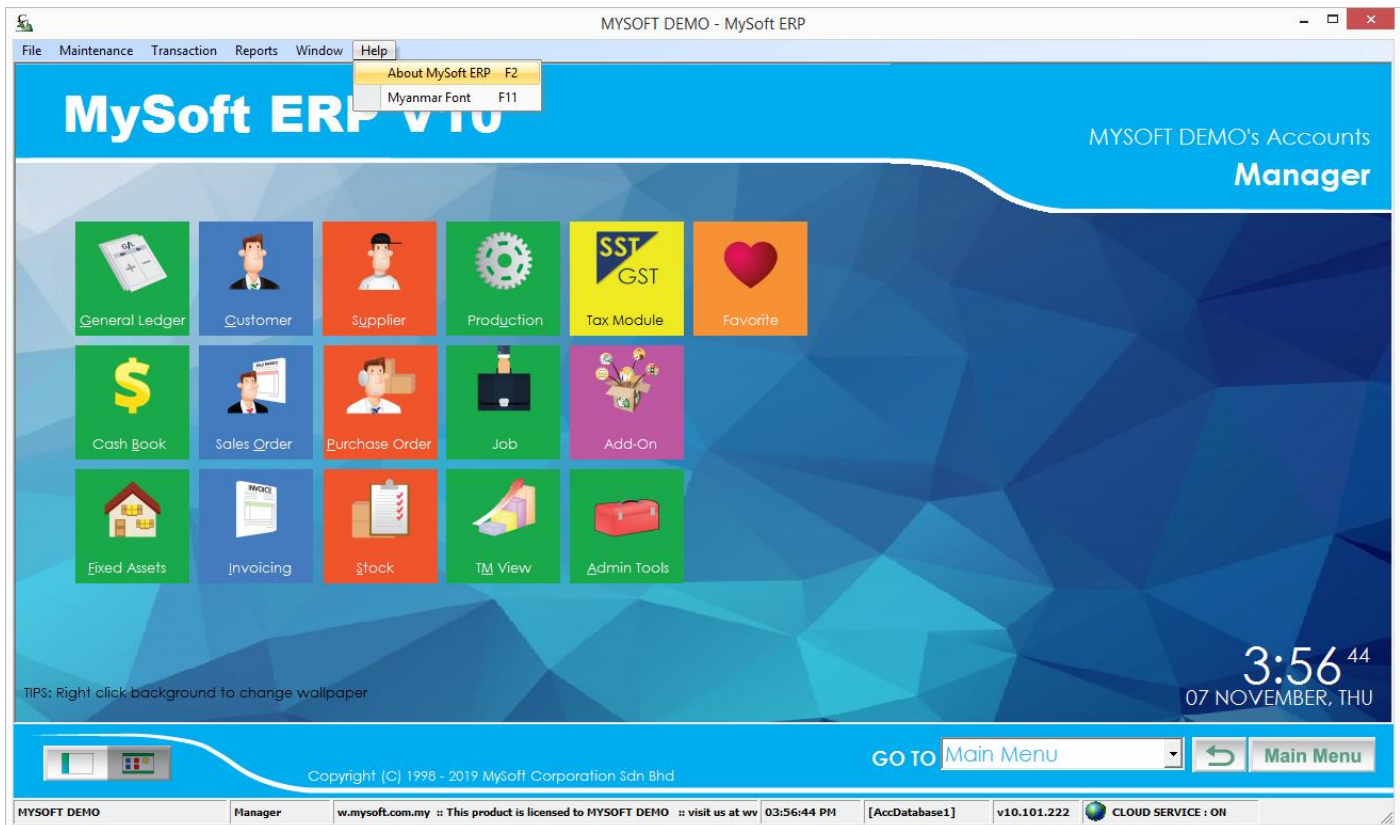 MYSOFT DEMO - MySoft ERP
File Maintenance Transaction Reports Window Help
About MySoft ERP F2
Myanmar Font F11
MySoft ERP V10
MYSOFT DEMO's Accounts
Manager
G/L
SST
GST
General Ledger Customer Supplier Production Tax Module Favorite
Cash Book Sales Order Purchase Order Job Add-On
INVOICE
Fixed Assets Invoicing Stock TM View Admin Tools
3:56 44
TIPS: Right click background to change wallpaper
07 NOVEMBER, THU
GO TO Main Menu Main Menu
Copyright (C) 1998 - 2019 MySoft Corporation Sdn Bhd
MYSOFT DEMO Manager w.mysoft.com.my :: This product is licensed to MYSOFT DEMO :: visit us at wv 03:56:44 PM [AccDatabase1] v10.101.222 CLOUD SERVICE : ON